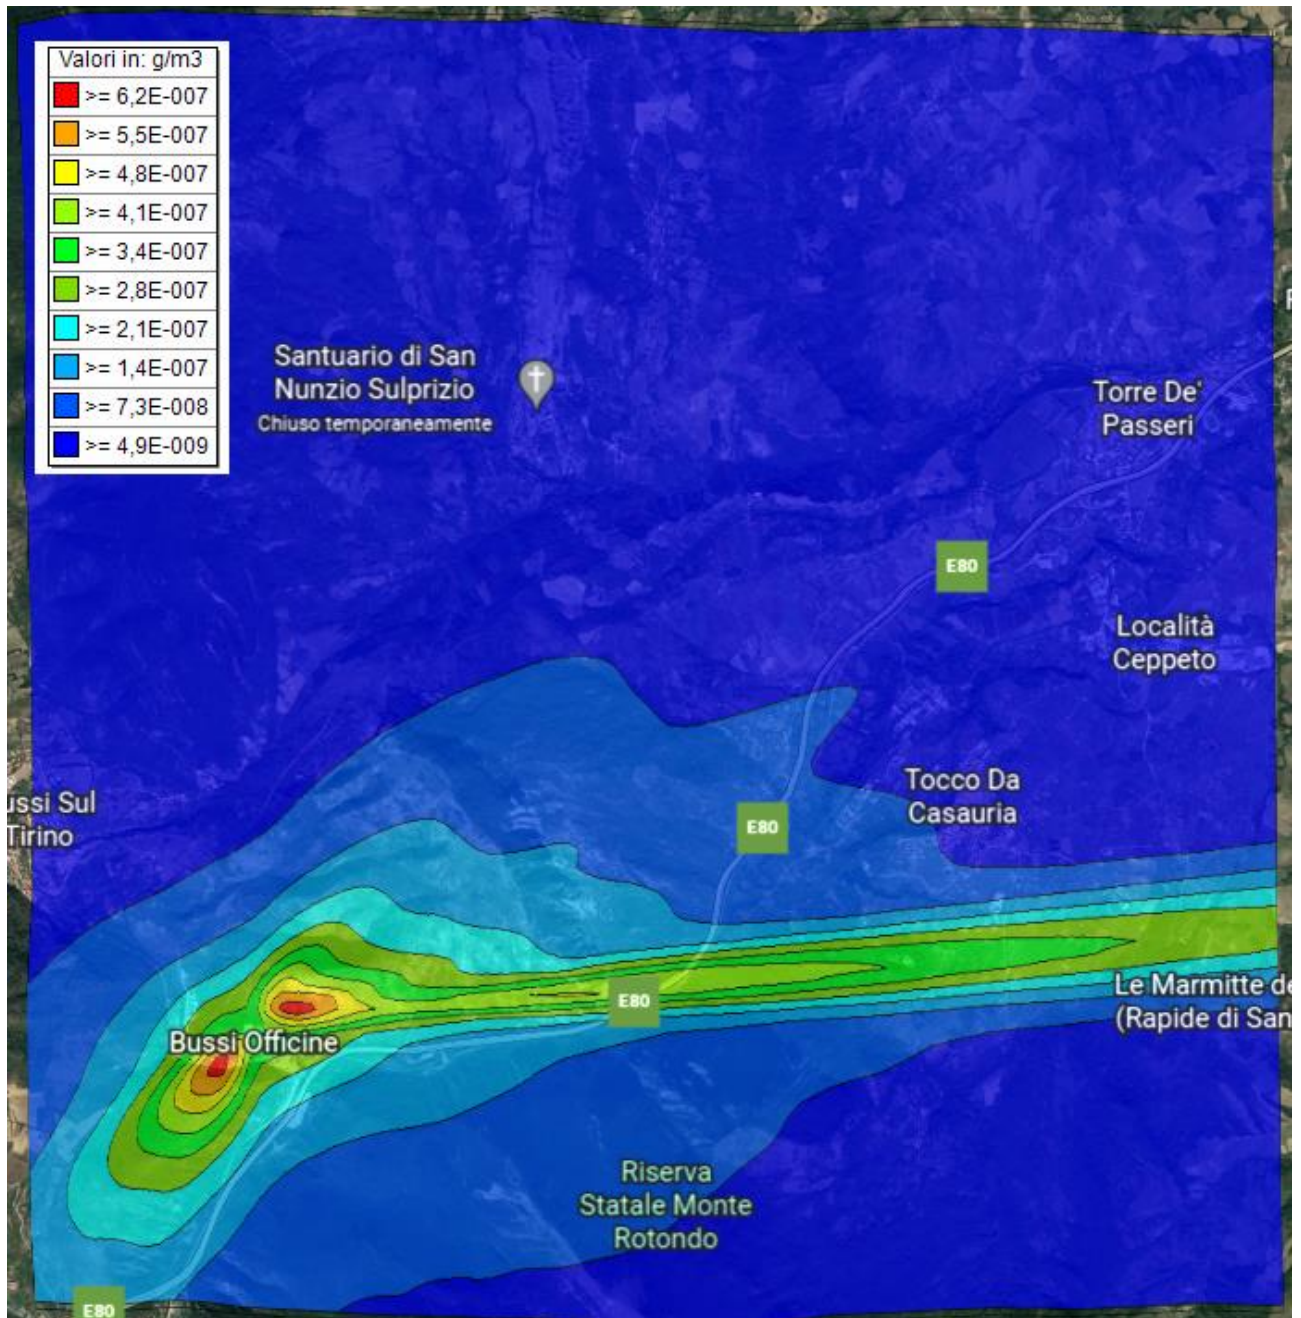 Valori in: g/m3
>= 6,2E-007
>= 5,5E-007
>= 4,8E-007
>= 4,1E-007
>= 3,4E-007
>= 2,8E-007
>= 2,1E-007
>= 1,4E-007
>= 7,3E-008
>= 4,9E-009
Santuario di San
Nunzio Sulprizio
Chiuso temporaneamente
Torre De'
Passeri
E80
Località
Ceppeto
ussi Sul
Tirino
Tocco Da
Casauria
E80
Le Marmitte de
(Rapide di San
E80
Bussi Officine
Riserva
Statale Monte
Rotondo
E80